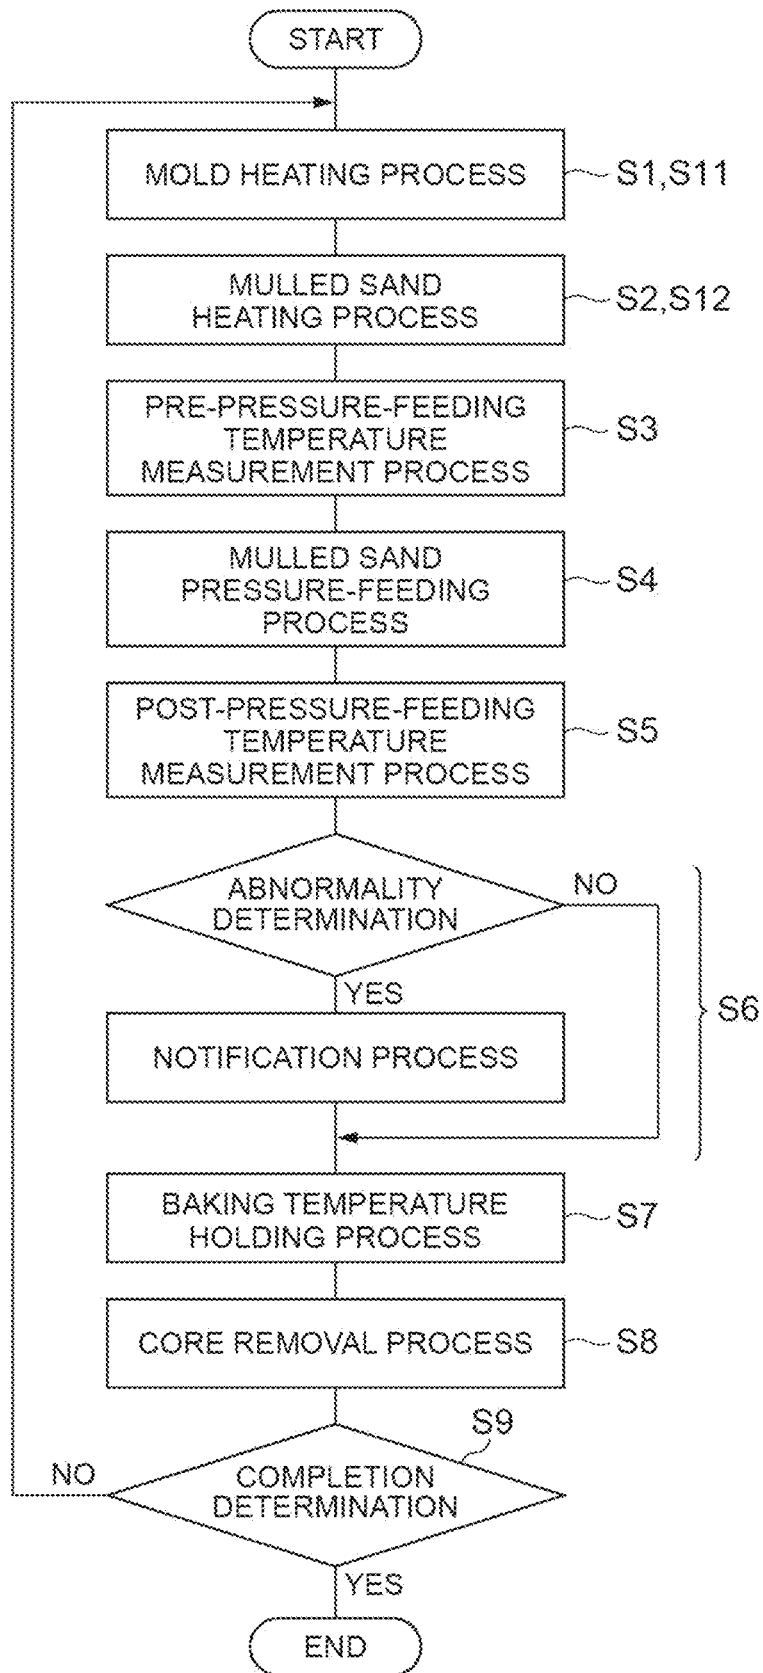 START
MOLD HEATING PROCESS
S1,S11
MULLED SAND
HEATING PROCESS
S2,S12
PRE-PRESSURE-FEEDING
TEMPERATURE
MEASUREMENT PROCESS
S3
MULLED SAND
PRESSURE-FEEDING
PROCESS
S4
POST-PRESSURE-FEEDING
TEMPERATURE
MEASUREMENT PROCESS
S5
ABNORMALITY
DETERMINATION
NO
YES
S6
NOTIFICATION PROCESS
BAKING TEMPERATURE
HOLDING PROCESS
S7
CORE REMOVAL PROCESS
S8
S9
NO
COMPLETION
DETERMINATION
YES
END